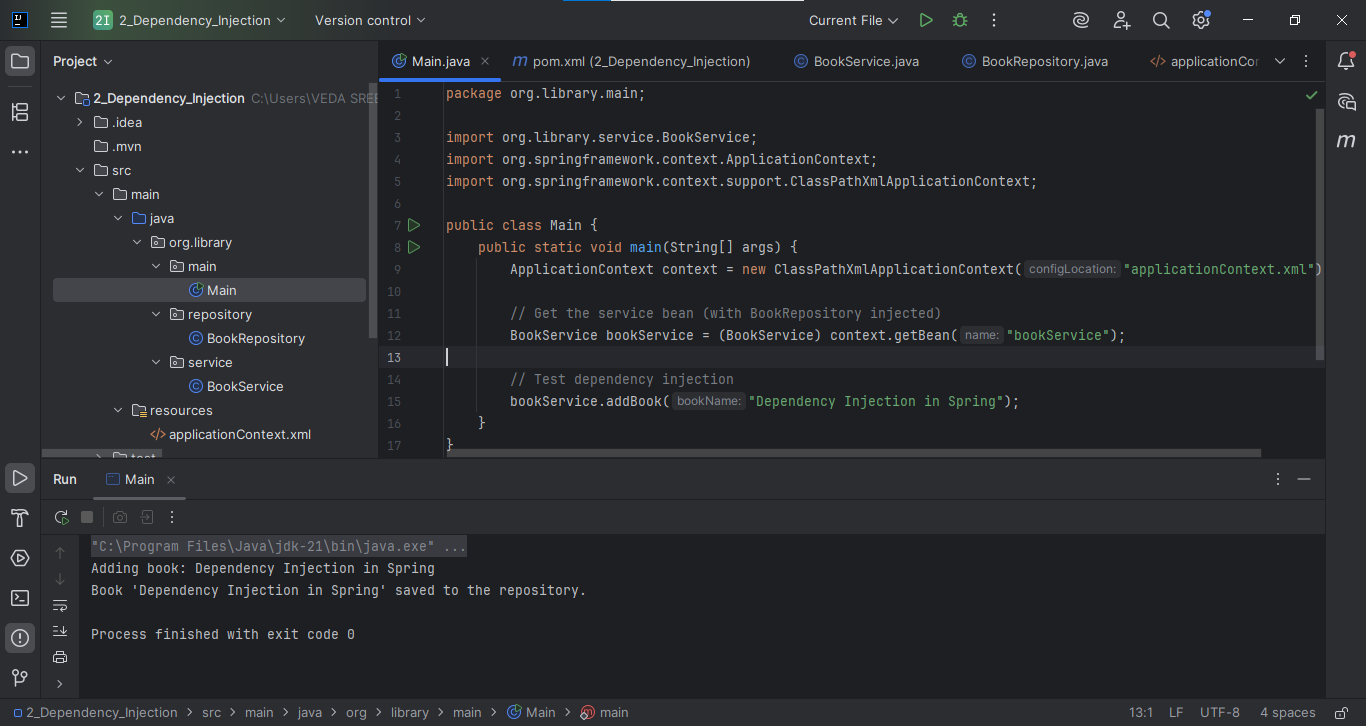 2I 2_Dependency_Injection Version control Current File
Project
Main.java pom.xml (2_Dependency_Injection) BookService.java BookRepository.java applicationCor
2_Dependency_Injection C:\Users\VEDA SREE
.idea
.mvn
src
main
java
org.library
main
Main
repository
BookRepository
service
BookService
resources
applicationContext.xml
test
1 package org.library.main;
2
3 import org.library.service.BookService;
4 import org.springframework.context.ApplicationContext;
5 import org.springframework.context.support.ClassPathXmlApplicationContext;
6
7 public class Main {
8 public static void main(String[] args) {
9 ApplicationContext context = new ClassPathXmlApplicationContext( configLocation: "applicationContext.xml")
10
11 // Get the service bean (with BookRepository injected)
12 BookService bookService = (BookService) context.getBean( name: "bookService");
13
14 // Test dependency injection
15 bookService.addBook( bookName: "Dependency Injection in Spring");
16 }
17 }
Run Main
"C:\Program Files\Java\jdk-21\bin\java.exe" ...
Adding book: Dependency Injection in Spring
Book 'Dependency Injection in Spring' saved to the repository.
Process finished with exit code 0
2_Dependency_Injection > src > main > java > org > library > main > Main > main 13:1 LF UTF-8 4 spaces